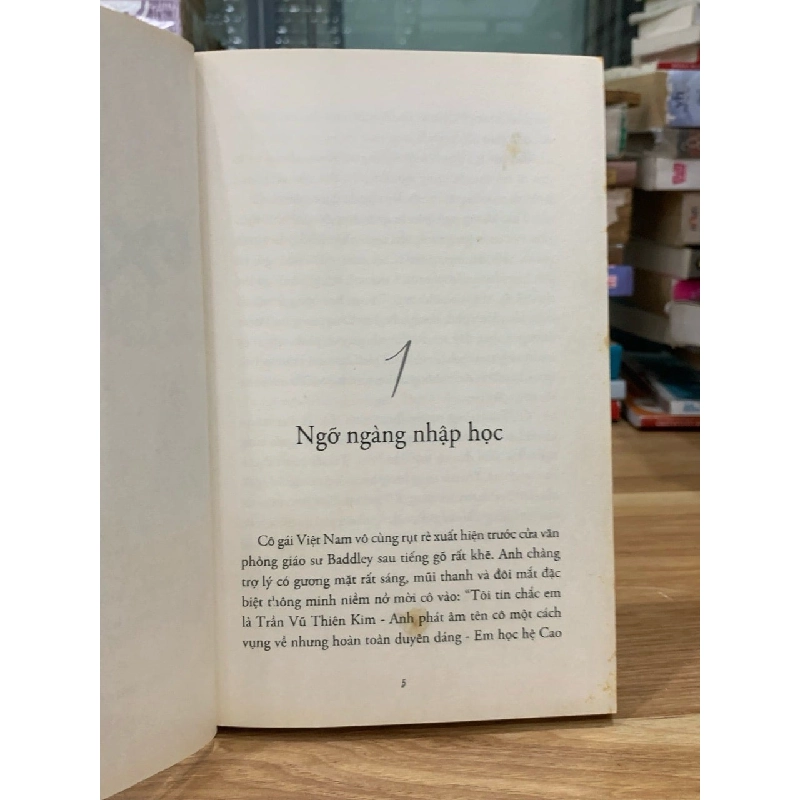 1
Ngỡ ngàng nhập học
Cô gái Việt Nam vô cùng rụt rè xuất hiện trước cửa văn
phòng giáo sư Baddley sau tiếng gõ rất khẽ. Anh chàng
trợ lý có gương mặt rất sáng, mũi thanh và đôi mắt đặc
biệt thông minh niềm nở mời cô vào: "Tôi tin chắc em
là Trần Vũ Thiên Kim - Anh phát âm tên cô một cách
vụng về nhưng hoàn toàn duyên dáng - Em học hệ Cao
5